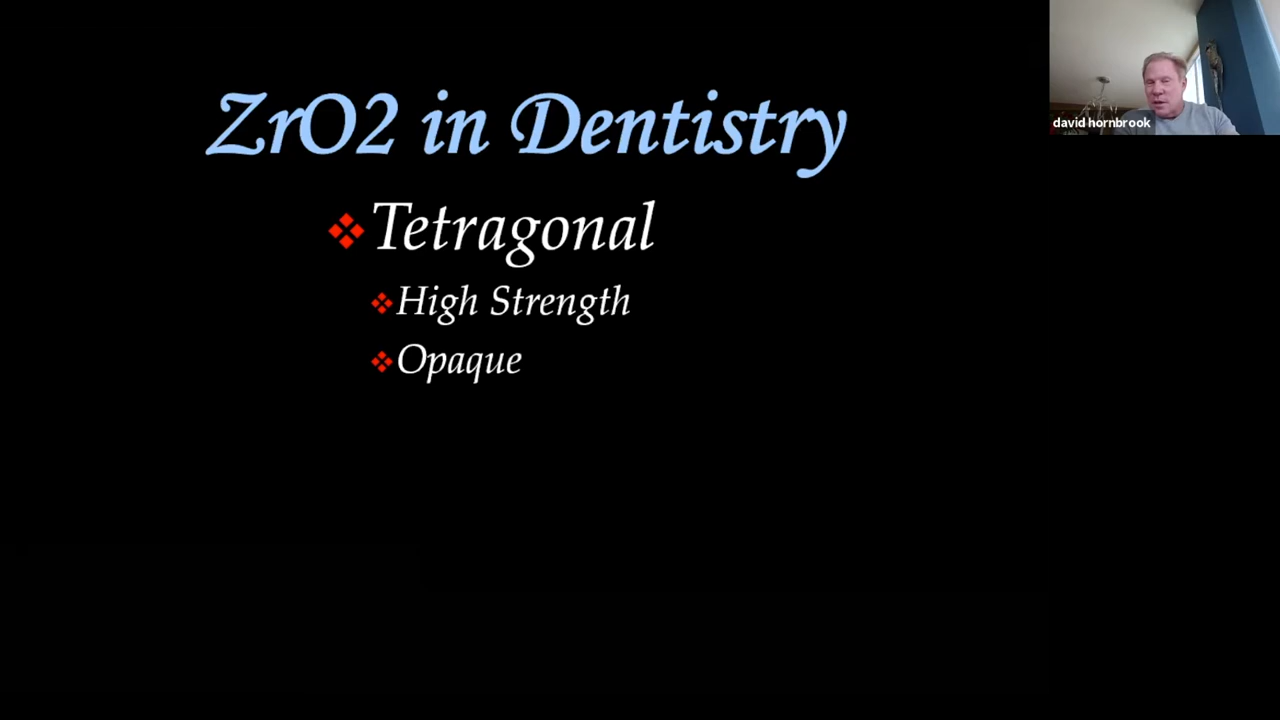 ZrO2 in Dentistry
Tetragonal
High Strength
Opaque
david hornbrook